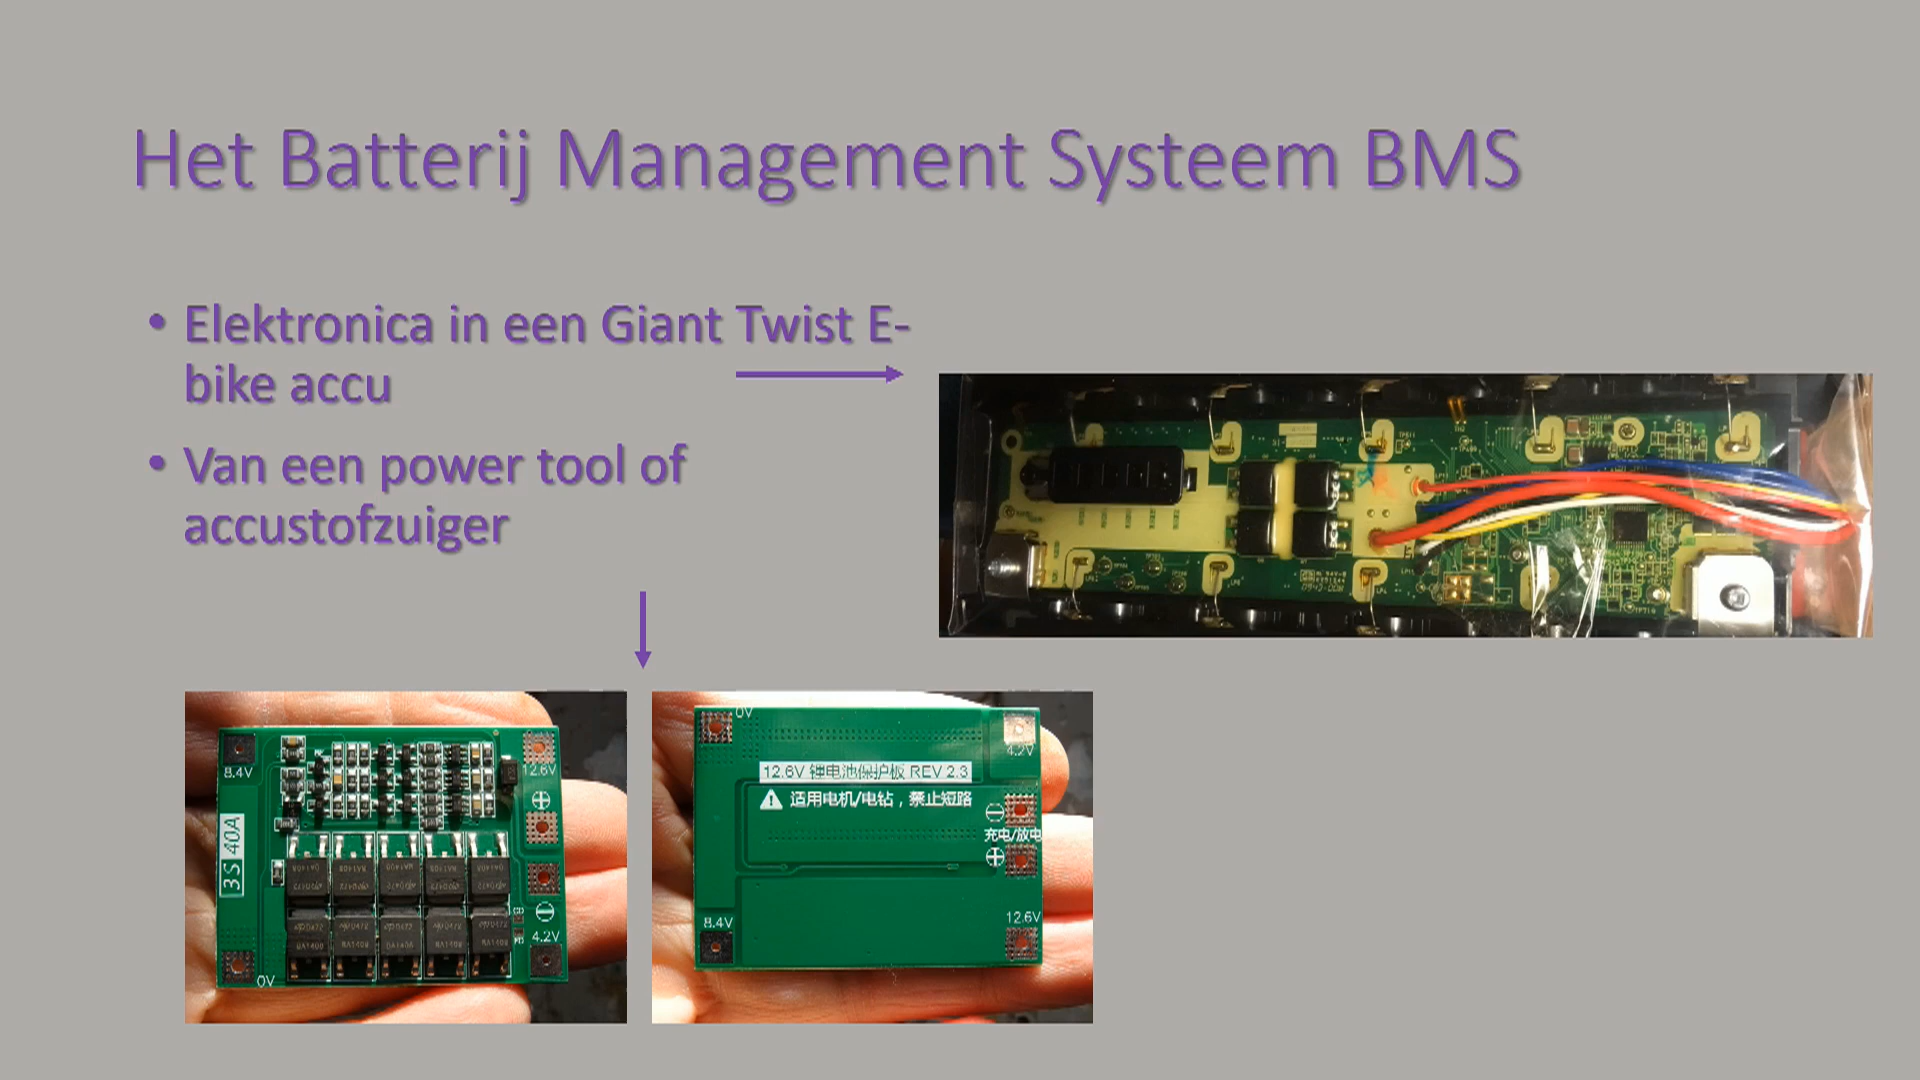 Het Batterij Management Systeem BMS
• Elektronica in een Giant Twist E-
bike accu
• Van een power tool of
accustofzuiger
8.4V
12.6V
3S 40A
4.2V
0V
0V
4.2V
12.6V 锂电池保护板 REV 2.3
适用电机/电钻，禁止短路
充电/放电
8.4V
12.6V